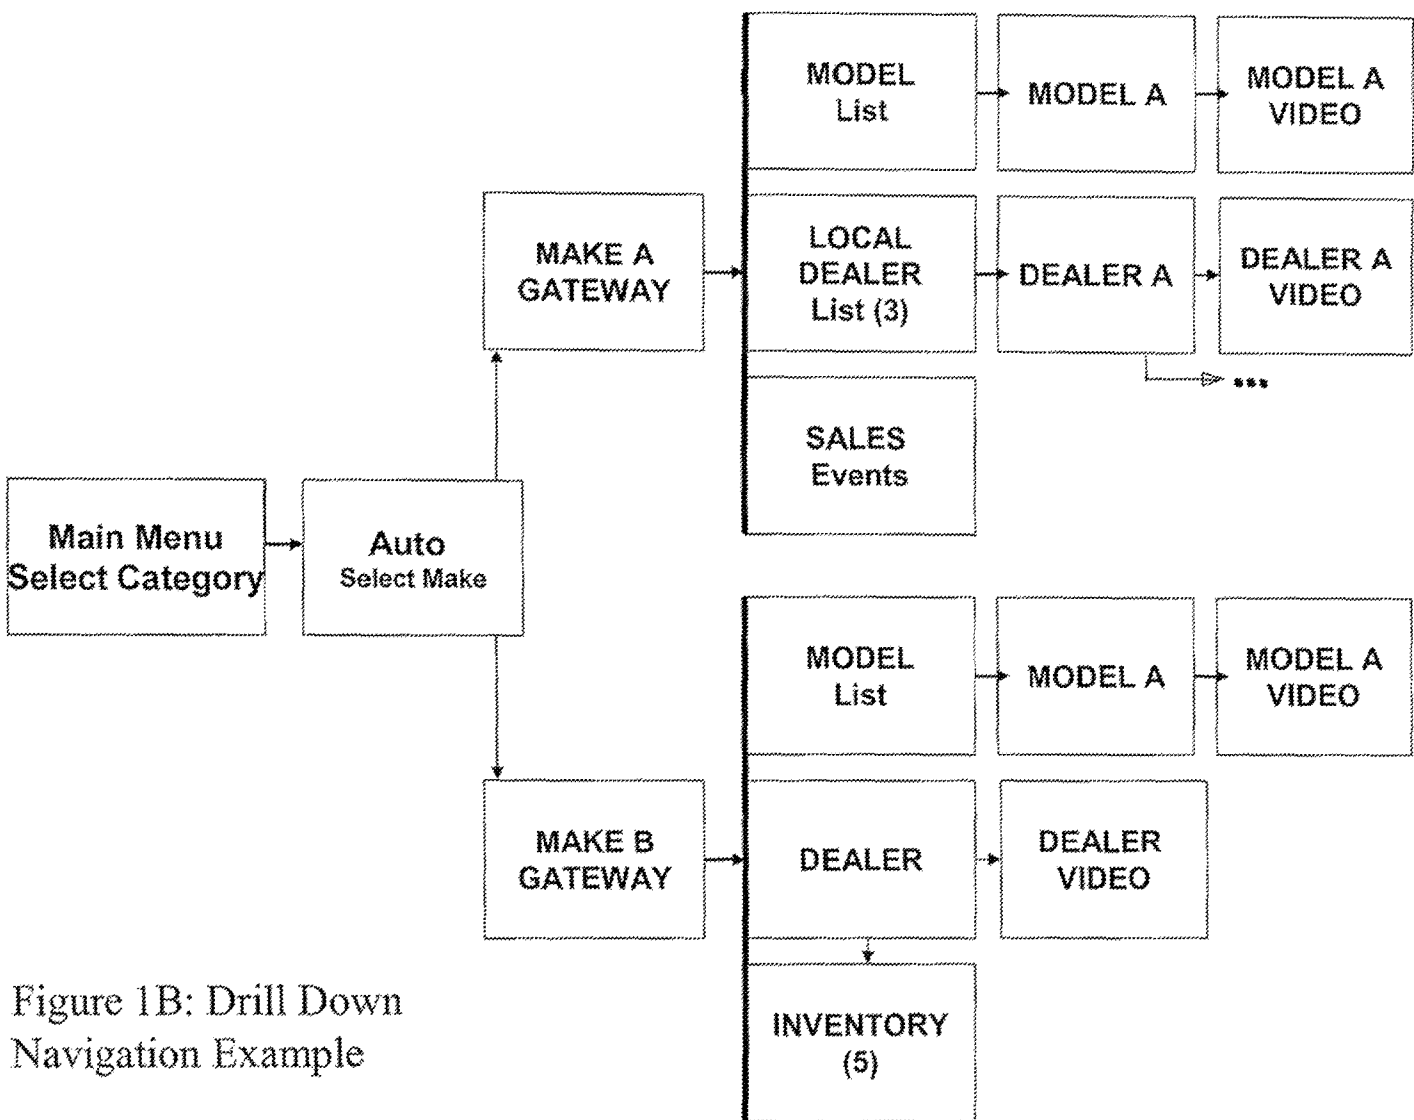 MODEL
List
MODEL A
MODEL A
VIDEO
MAKE A
GATEWAY
LOCAL
DEALER
List (3)
DEALER A
DEALER A
VIDEO
...
SALES
Events
Main Menu
Select Category
Auto
Select Make
MODEL
List
MODEL A
MODEL A
VIDEO
MAKE B
GATEWAY
DEALER
DEALER
VIDEO
INVENTORY
(5)
Figure 1B: Drill Down
Navigation Example